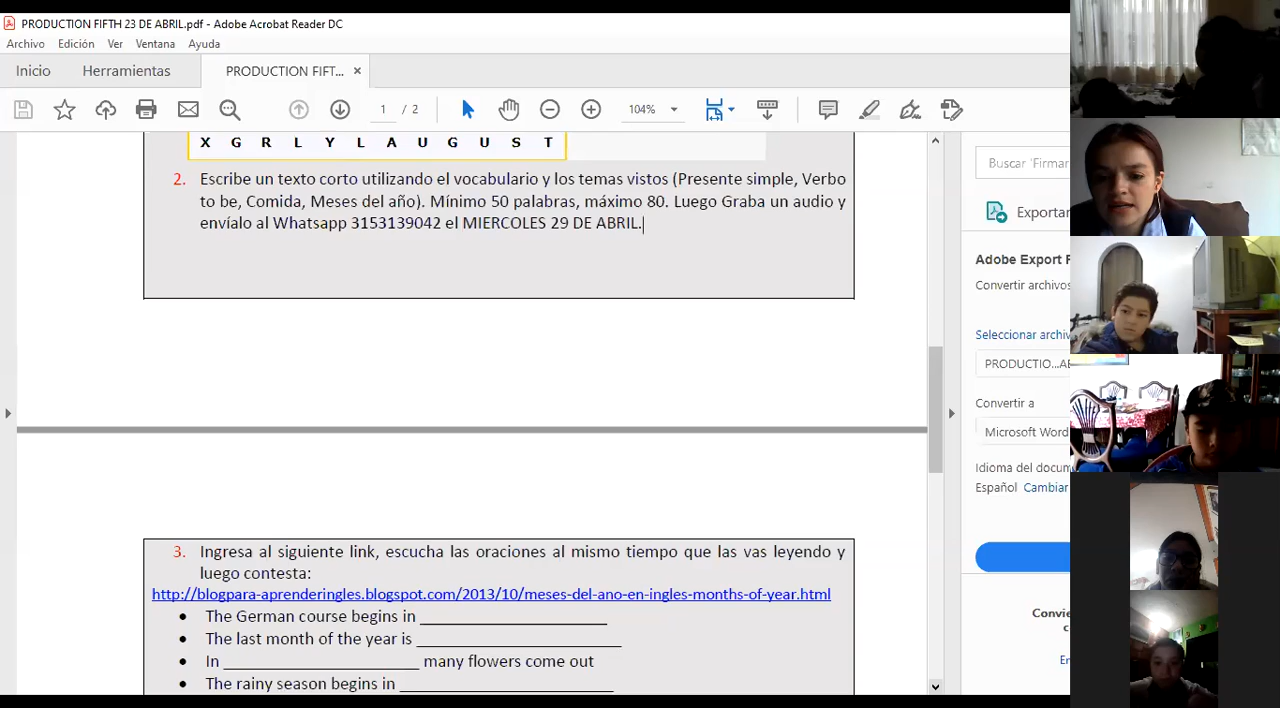 PRODUCTION FIFTH 23 DE ABRIL.pdf - Adobe Acrobat Reader DC
Archivo Edición Ver Ventana Ayuda
Inicio Herramientas PRODUCTION FIFT... ×
1 / 2 104%
X G R L Y L A U G U S T
2. Escribe un texto corto utilizando el vocabulario y los temas vistos (Presente simple, Verbo
to be, Comida, Meses del año). Mínimo 50 palabras, máximo 80. Luego Graba un audio y
envíalo al Whatsapp 3153139042 el MIERCOLES 29 DE ABRIL.
3. Ingresa al siguiente link, escucha las oraciones al mismo tiempo que las vas leyendo y
luego contesta:
http://blogpara-aprenderingles.blogspot.com/2013/10/meses-del-ano-en-ingles-months-of-year.html
• The German course begins in ____________________
• The last month of the year is ____________________
• In ____________________ many flowers come out
• The rainy season begins in ____________________
Buscar 'Firmar
Exportar
Adobe Export
Convertir archivos
Seleccionar archiv
PRODUCTIO...AB
Convertir a
Microsoft Word
Idioma del docum
Español Cambiar
Convie